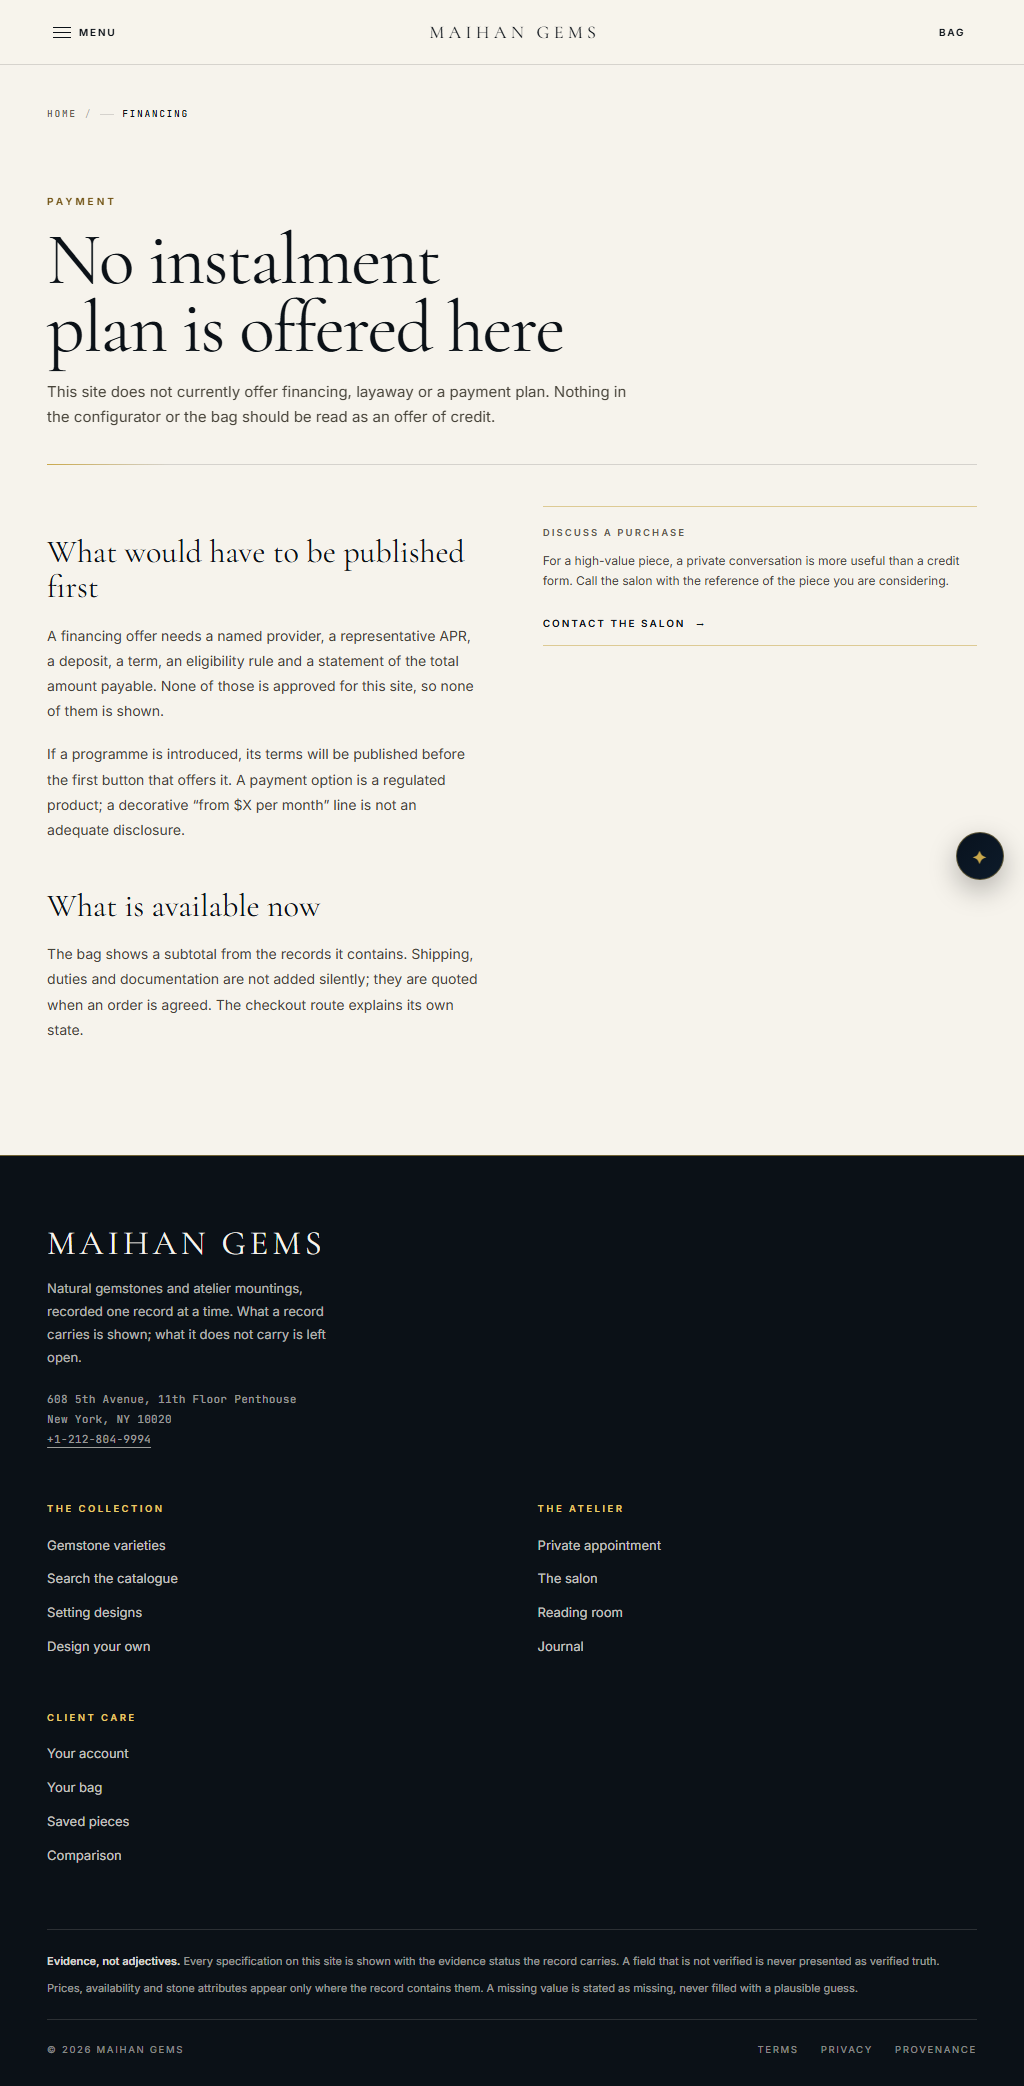 MENU
MAIHAN GEMS
BAG
HOME / — FINANCING
PAYMENT
No instalment
plan is offered here
This site does not currently offer financing, layaway or a payment plan. Nothing in
the configurator or the bag should be read as an offer of credit.
What would have to be published
first
A financing offer needs a named provider, a representative APR,
a deposit, a term, an eligibility rule and a statement of the total
amount payable. None of those is approved for this site, so none
of them is shown.
If a programme is introduced, its terms will be published before
the first button that offers it. A payment option is a regulated
product; a decorative “from $X per month” line is not an
adequate disclosure.
What is available now
The bag shows a subtotal from the records it contains. Shipping,
duties and documentation are not added silently; they are quoted
when an order is agreed. The checkout route explains its own
state.
DISCUSS A PURCHASE
For a high-value piece, a private conversation is more useful than a credit
form. Call the salon with the reference of the piece you are considering.
CONTACT THE SALON →
MAIHAN GEMS
Natural gemstones and atelier mountings,
recorded one record at a time. What a record
carries is shown; what it does not carry is left
open.
608 5th Avenue, 11th Floor Penthouse
New York, NY 10020
+1-212-804-9994
THE COLLECTION
Gemstone varieties
Search the catalogue
Setting designs
Design your own
THE ATELIER
Private appointment
The salon
Reading room
Journal
CLIENT CARE
Your account
Your bag
Saved pieces
Comparison
Evidence, not adjectives. Every specification on this site is shown with the evidence status the record carries. A field that is not verified is never presented as verified truth.
Prices, availability and stone attributes appear only where the record contains them. A missing value is stated as missing, never filled with a plausible guess.
© 2026 MAIHAN GEMS
TERMS PRIVACY PROVENANCE